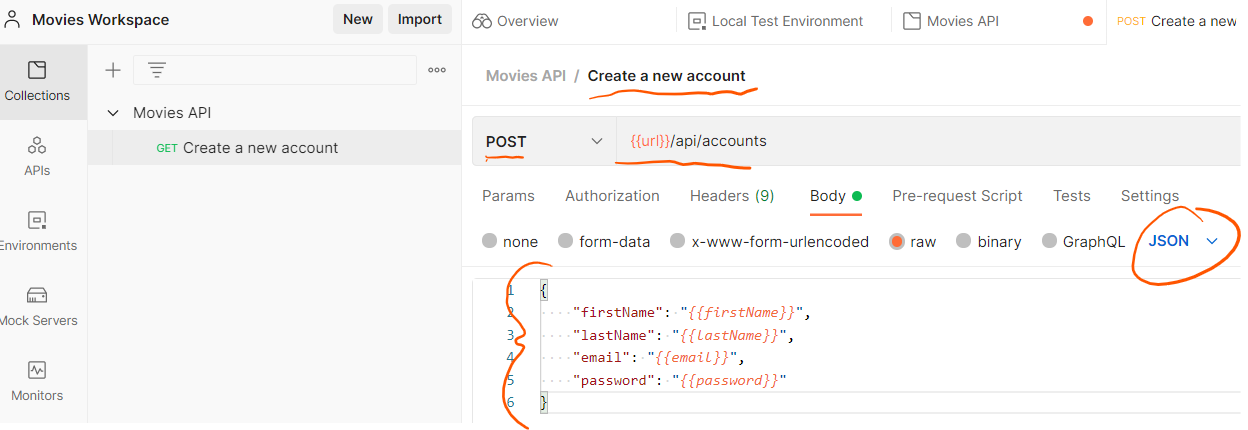 Movies Workspace
New
Import
Overview
Local Test Environment
Movies API
POST Create a new
Collections
Movies API / Create a new account
Movies API
POST
{{url}}/api/accounts
GET Create a new account
APIs
Params
Authorization
Headers (9)
Body
Pre-request Script
Tests
Settings
Environments
none
form-data
x-www-form-urlencoded
raw
binary
GraphQL
JSON
1 {
2 "firstName": "{{firstName}}",
3 "lastName": "{{lastName}}",
4 "email": "{{email}}",
5 "password": "{{password}}"
6 }
Mock Servers
Monitors